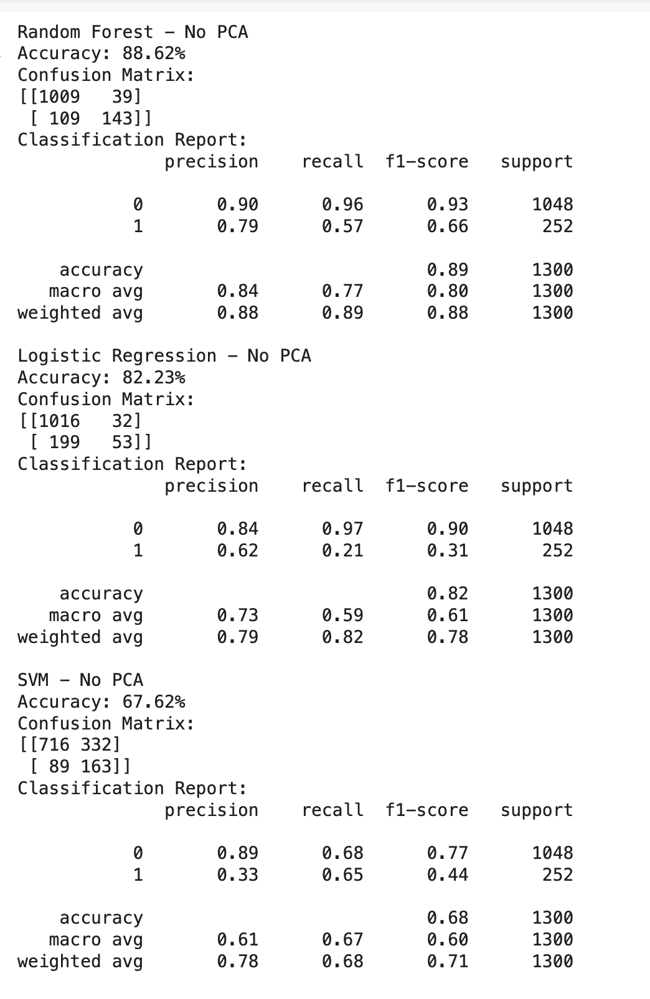 Random Forest – No PCA
Accuracy: 88.62%
Confusion Matrix:
[[1009   39]
 [ 109  143]]
Classification Report:
              precision    recall  f1-score   support

           0       0.90      0.96      0.93      1048
           1       0.79      0.57      0.66       252

    accuracy                           0.89      1300
   macro avg       0.84      0.77      0.80      1300
weighted avg       0.88      0.89      0.88      1300

Logistic Regression – No PCA
Accuracy: 82.23%
Confusion Matrix:
[[1016   32]
 [ 199   53]]
Classification Report:
              precision    recall  f1-score   support

           0       0.84      0.97      0.90      1048
           1       0.62      0.21      0.31       252

    accuracy                           0.82      1300
   macro avg       0.73      0.59      0.61      1300
weighted avg       0.79      0.82      0.78      1300

SVM – No PCA
Accuracy: 67.62%
Confusion Matrix:
[[716 332]
 [ 89 163]]
Classification Report:
              precision    recall  f1-score   support

           0       0.89      0.68      0.77      1048
           1       0.33      0.65      0.44       252

    accuracy                           0.68      1300
   macro avg       0.61      0.67      0.60      1300
weighted avg       0.78      0.68      0.71      1300